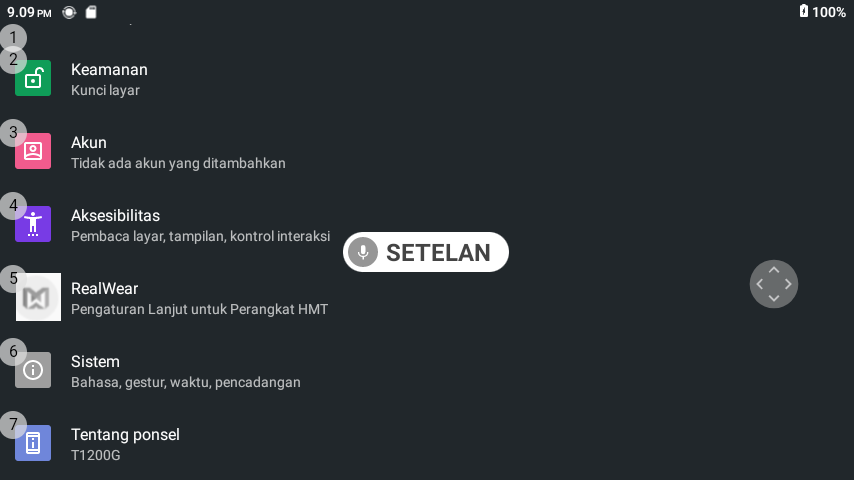 9.09 PM
100%
1
2
Keamanan
Kunci layar
3
Akun
Tidak ada akun yang ditambahkan
4
Aksesibilitas
Pembaca layar, tampilan, kontrol interaksi
SETELAN
5
RealWear
Pengaturan Lanjut untuk Perangkat HMT
6
Sistem
Bahasa, gestur, waktu, pencadangan
7
Tentang ponsel
T1200G